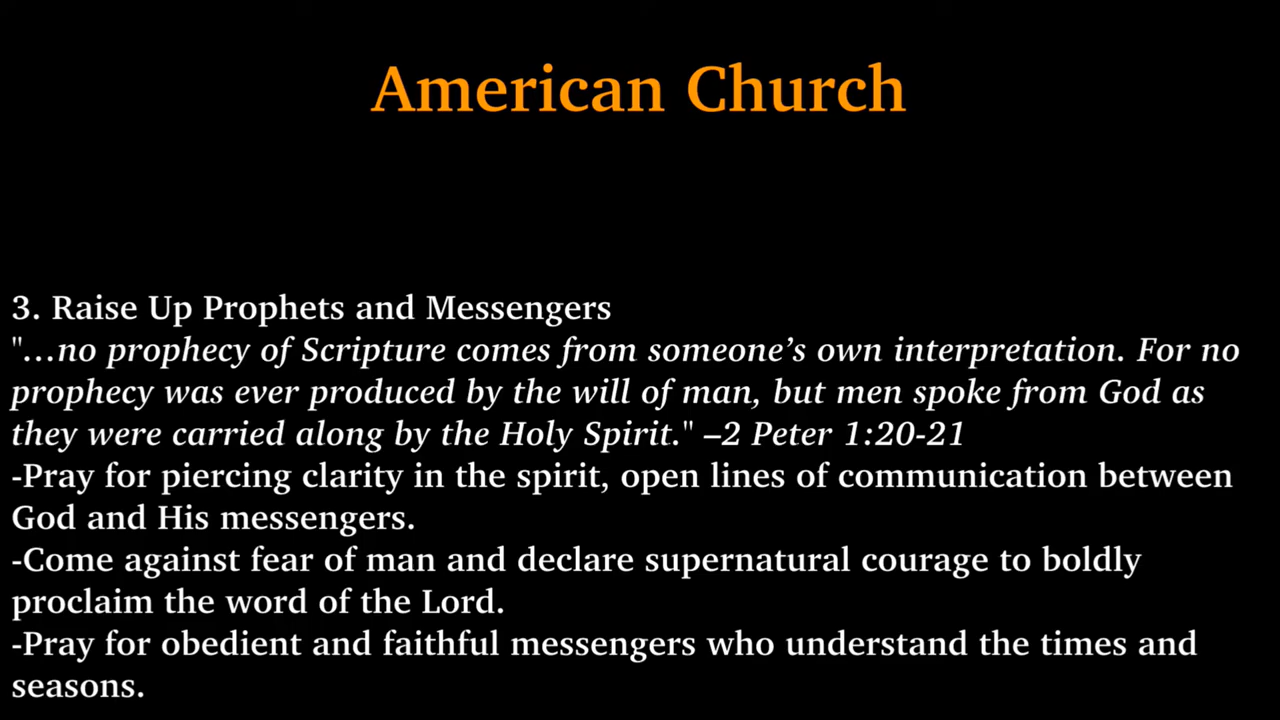 American Church
3. Raise Up Prophets and Messengers
"…no prophecy of Scripture comes from someone’s own interpretation. For no
prophecy was ever produced by the will of man, but men spoke from God as
they were carried along by the Holy Spirit." –2 Peter 1:20-21
-Pray for piercing clarity in the spirit, open lines of communication between
God and His messengers.
-Come against fear of man and declare supernatural courage to boldly
proclaim the word of the Lord.
-Pray for obedient and faithful messengers who understand the times and
seasons.